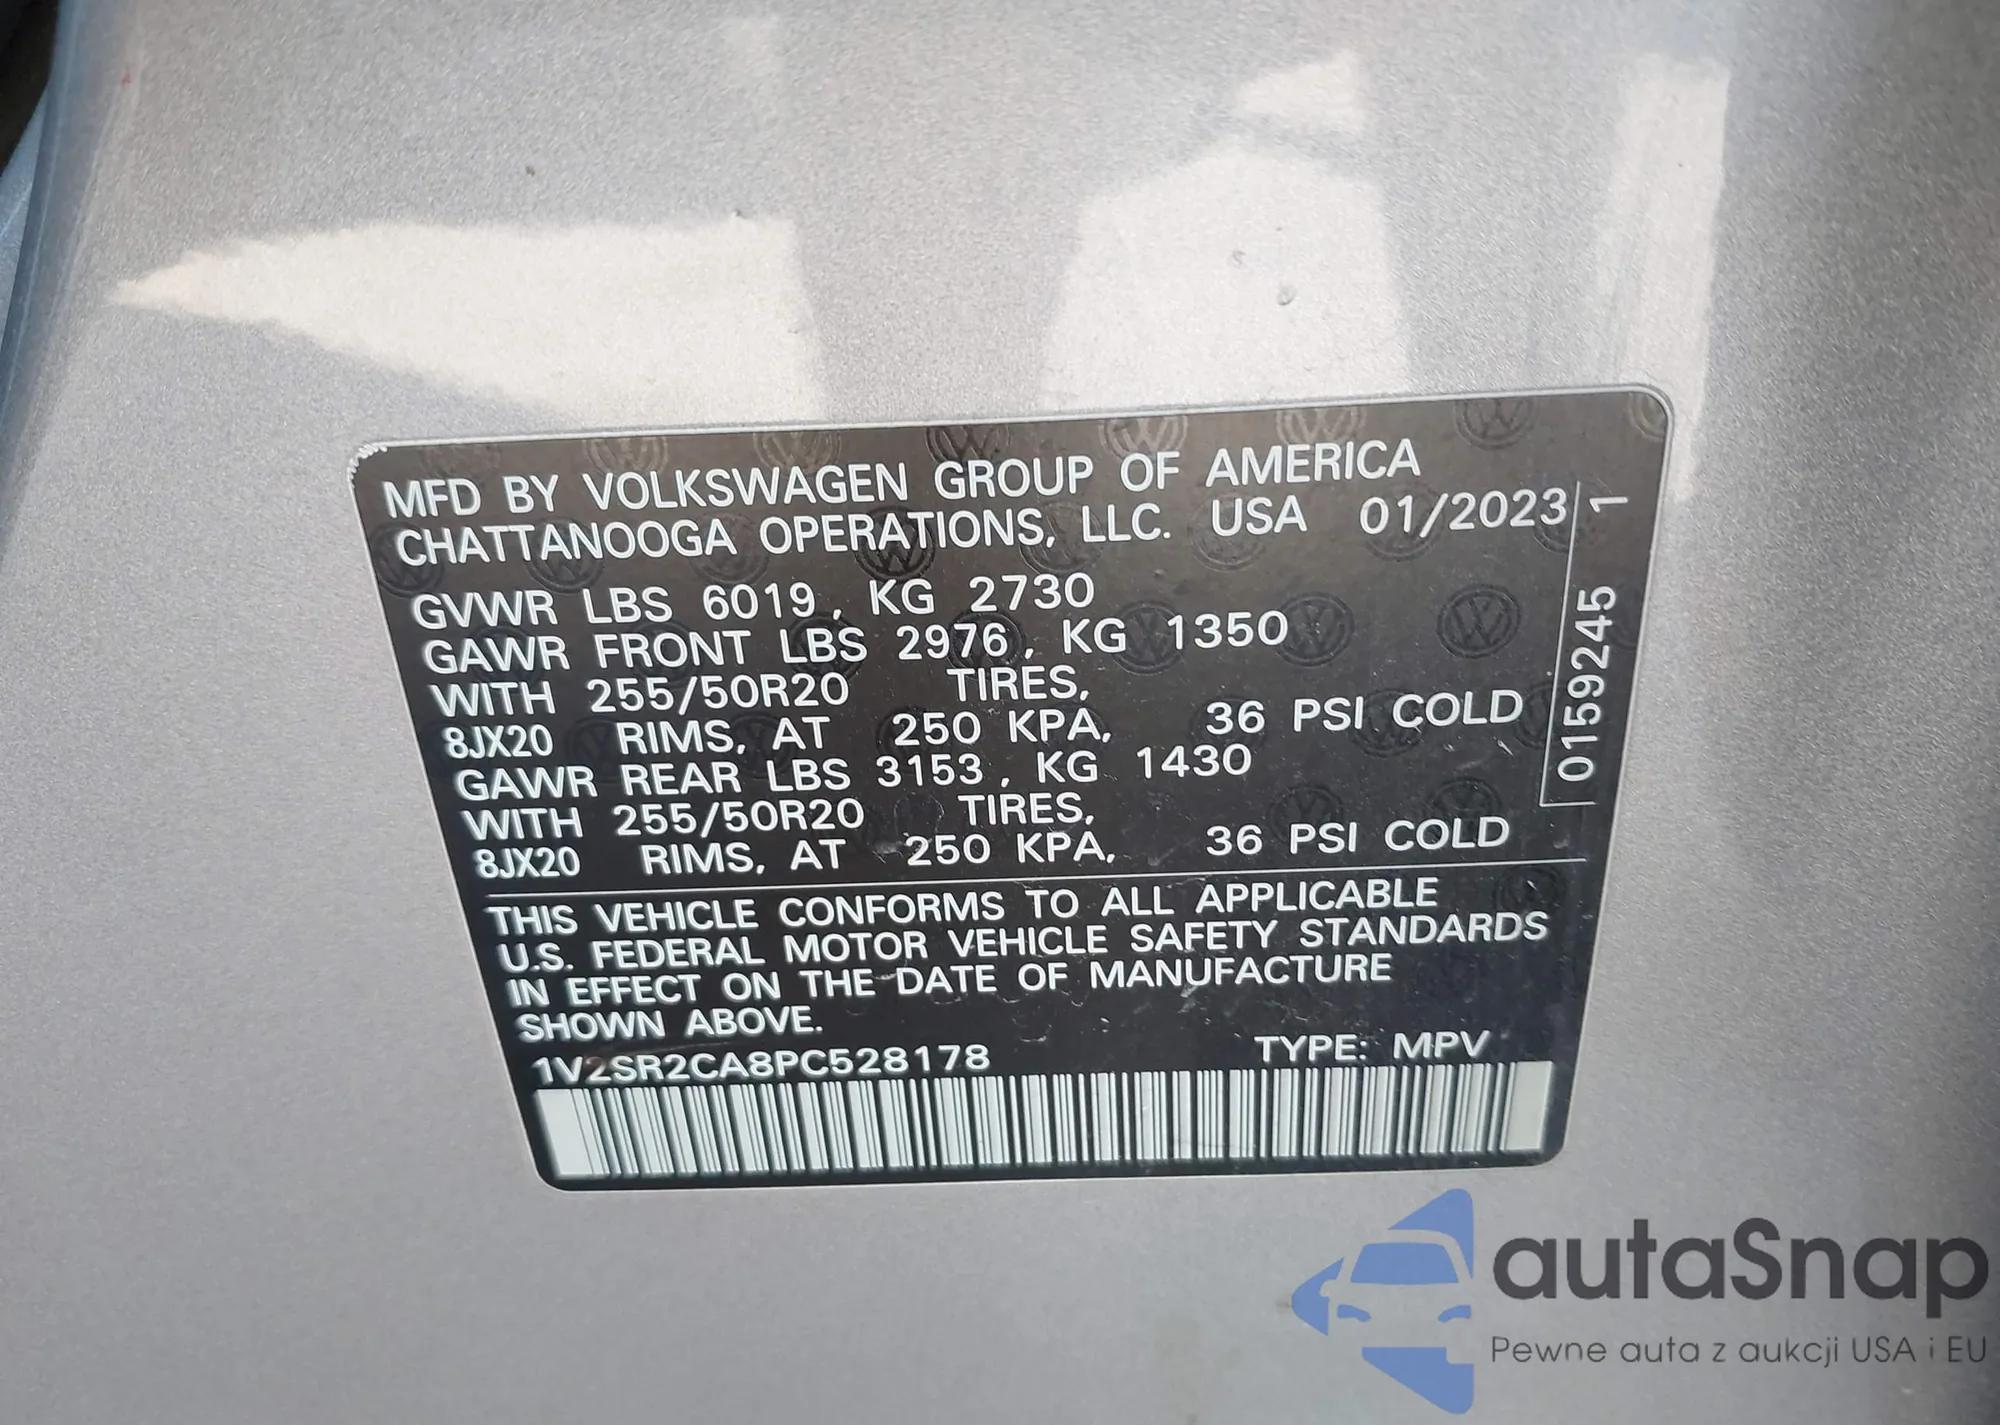 MFD BY VOLKSWAGEN GROUP OF AMERICA
CHATTANOOGA OPERATIONS, LLC. USA 01/2023
GVWR LBS 6019, KG 2730
GAWR FRONT LBS 2976, KG 1350
WITH 255/50R20 TIRES,
8JX20 RIMS, AT 250 KPA, 36 PSI COLD
GAWR REAR LBS 3153, KG 1430
WITH 255/50R20 TIRES,
8JX20 RIMS, AT 250 KPA, 36 PSI COLD
THIS VEHICLE CONFORMS TO ALL APPLICABLE
U.S. FEDERAL MOTOR VEHICLE SAFETY STANDARDS
IN EFFECT ON THE DATE OF MANUFACTURE
SHOWN ABOVE.
1V2SR2CA8PC528178 TYPE: MPV
0159245 1
autaSnap
Pewne auta z aukcji USA i EU